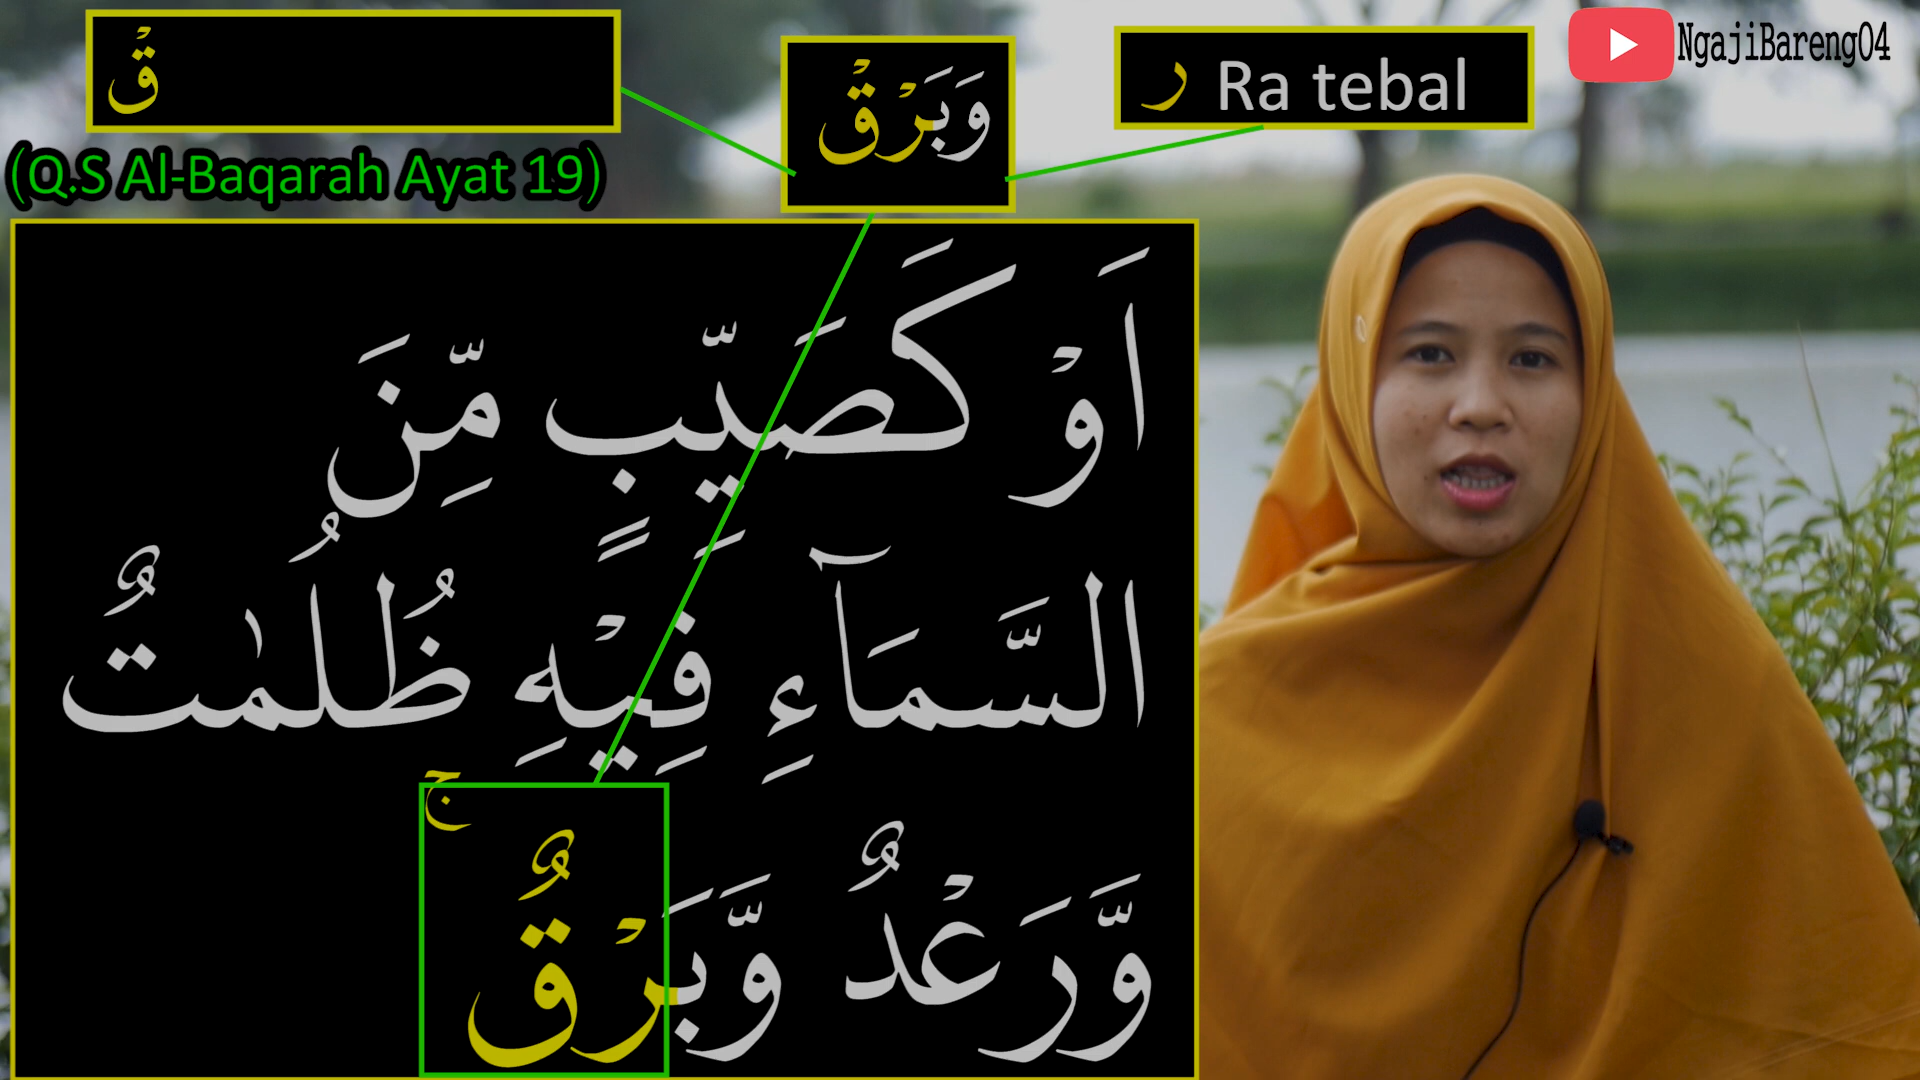 قْ
وَبَرْقْ
ر Ra tebal
NgajiBareng04
(Q.S Al-Baqarah Ayat 19)
اَوْ كَصَيِّبٍ مِّنَ
السَّمَآءِ فِيْهِ ظُلُمٰتٌ
وَّرَعْدٌ وَّبَرْقٌ ۚ